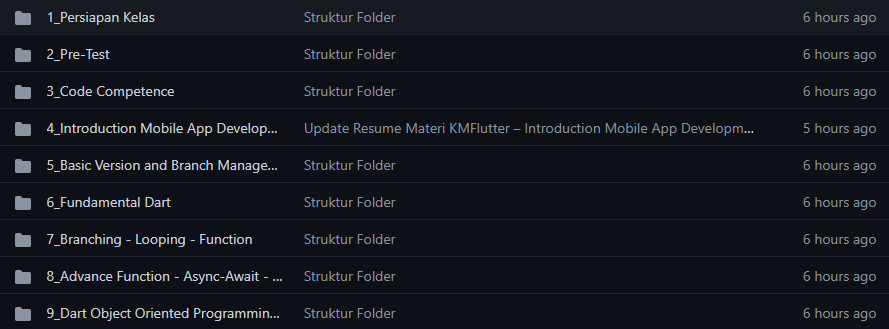 1_Persiapan Kelas Struktur Folder 6 hours ago
2_Pre-Test Struktur Folder 6 hours ago
3_Code Competence Struktur Folder 6 hours ago
4_Introduction Mobile App Develop... Update Resume Materi KMFlutter – Introduction Mobile App Developm... 5 hours ago
5_Basic Version and Branch Manage... Struktur Folder 6 hours ago
6_Fundamental Dart Struktur Folder 6 hours ago
7_Branching - Looping - Function Struktur Folder 6 hours ago
8_Advance Function - Async-Await - ... Struktur Folder 6 hours ago
9_Dart Object Oriented Programmin... Struktur Folder 6 hours ago